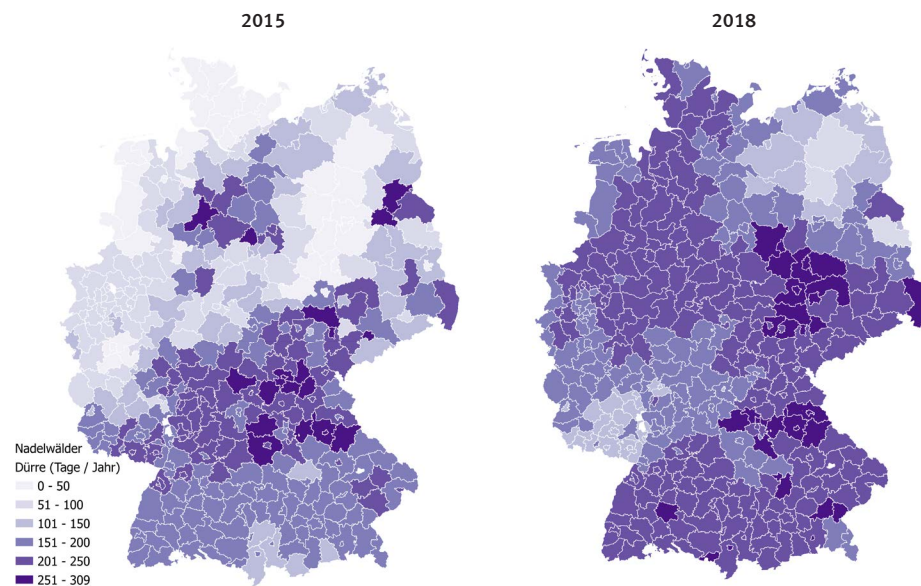 2015
2018
Nadelwälder
Dürre (Tage / Jahr)
0 - 50
51 - 100
101 - 150
151 - 200
201 - 250
251 - 309